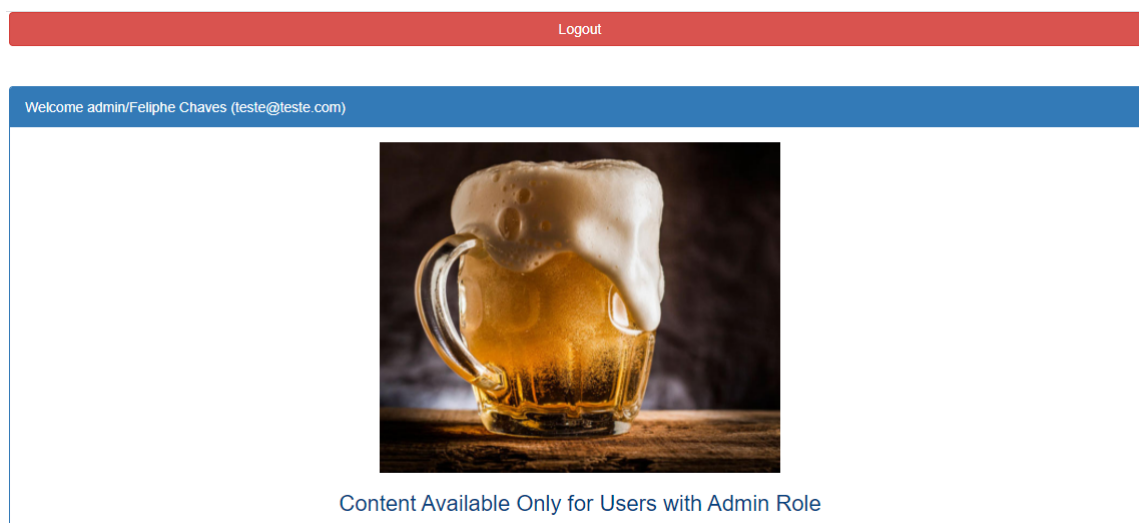 Logout
Welcome admin/Feliphe Chaves (teste@teste.com)
Content Available Only for Users with Admin Role